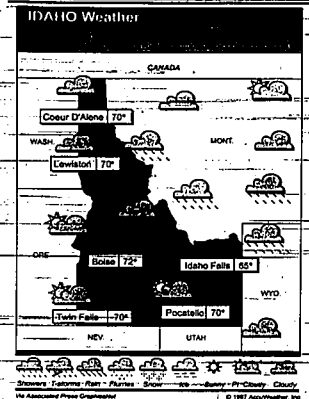 IDAHO Weather
CANADA
Coeur D'Alene 70°
WASH.
MONT.
Lewiston 70°
ORE
Boise 72°
Idaho Falls 65°
WYO.
Twin Falls 70°
Pocatello 70°
NEV.
UTAH
Showers T-storms Rain Flurries Snow Ice Sunny Pt. Cloudy Cloudy
Via Associated Press GraphicsNet
© 1997 AccuWeather, Inc.